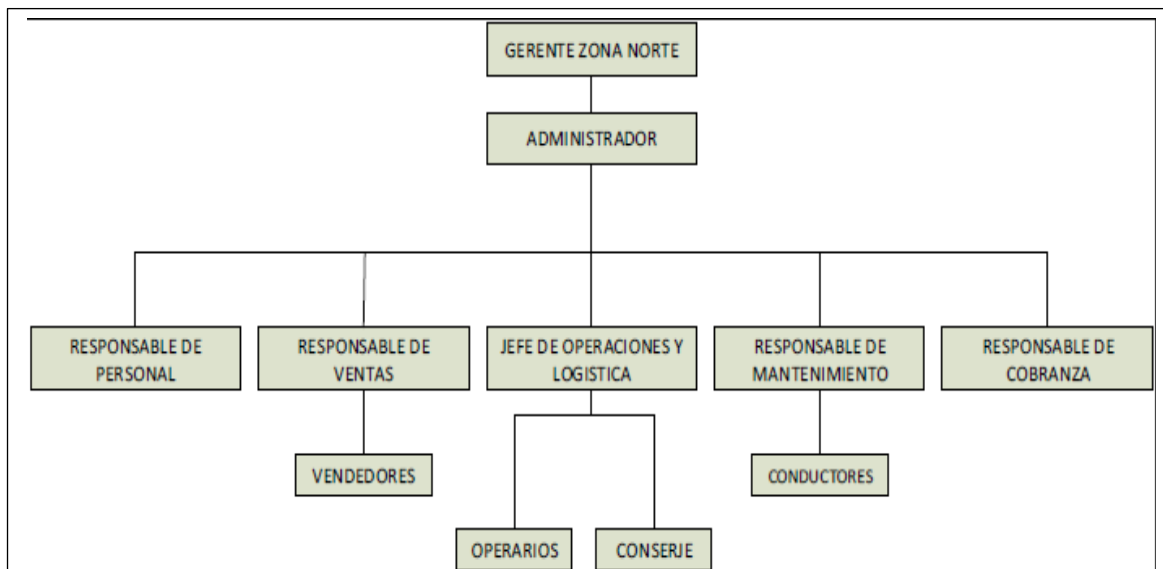 GERENTE ZONA NORTE
ADMINISTRADOR
RESPONSABLE DE
PERSONAL
RESPONSABLE DE
VENTAS
JEFE DE OPERACIONES Y
LOGISTICA
RESPONSABLE DE
MANTENIMIENTO
RESPONSABLE DE
COBRANZA
VENDEDORES
CONDUCTORES
OPERARIOS
CONSERJE